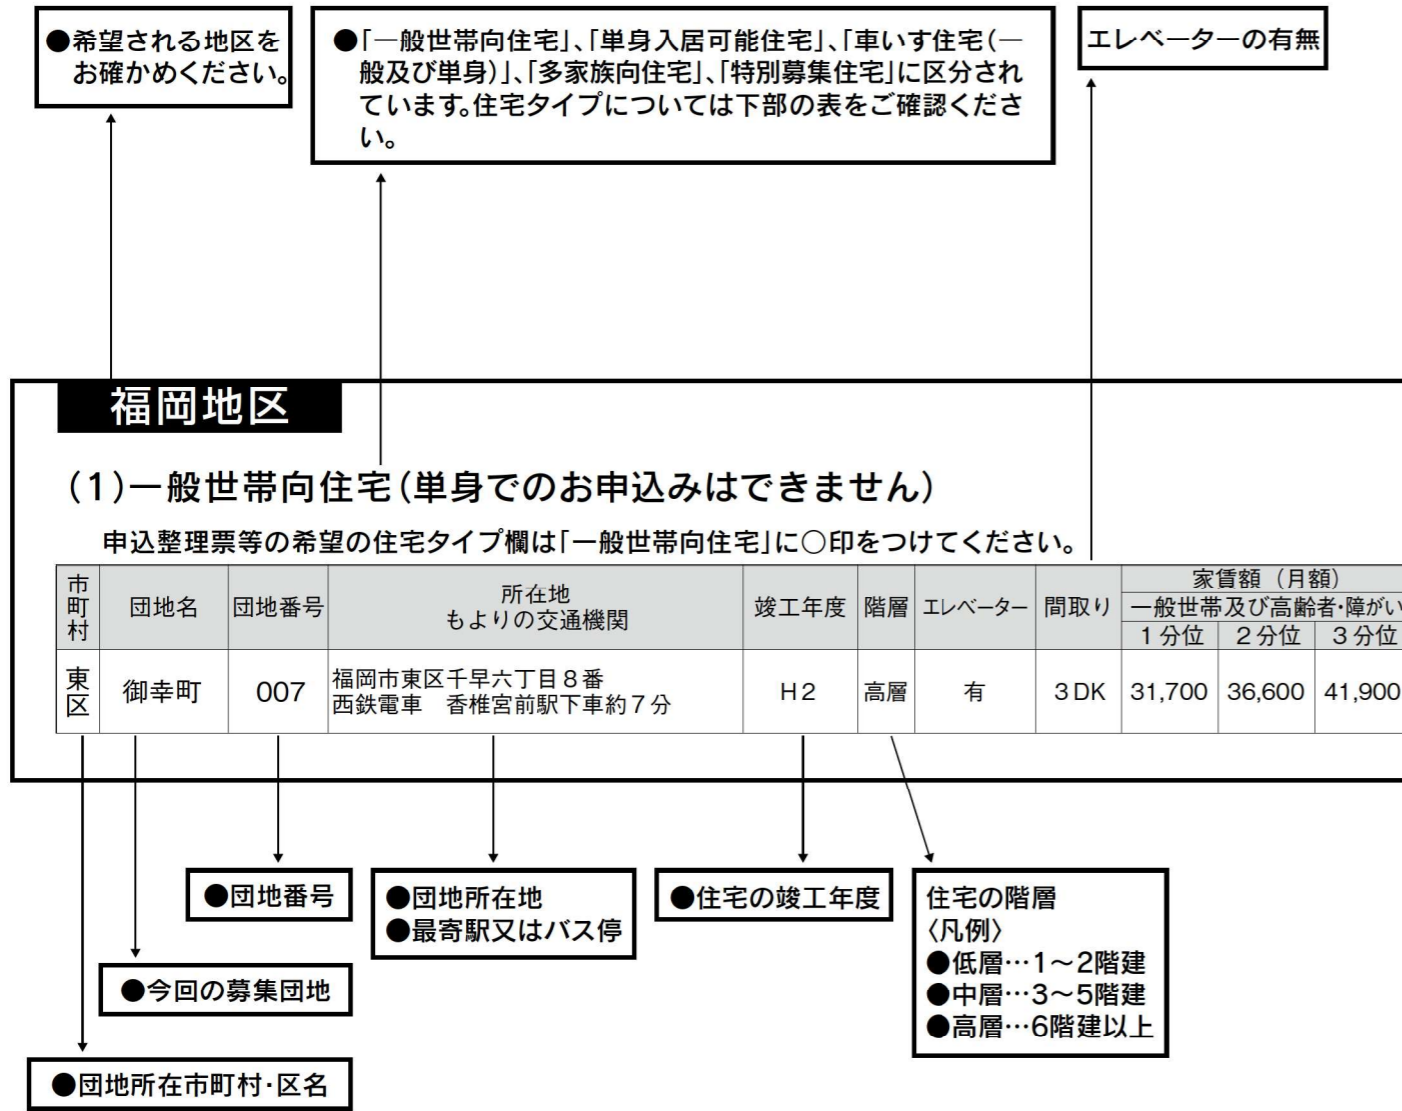 ●希望される地区を
お確かめください。
●「一般世帯向住宅」、「単身入居可能住宅」、「車いす住宅(一
般及び単身)」、「多家族向住宅」、「特別募集住宅」に区分され
ています。住宅タイプについては下部の表をご確認くださ
い。
エレベーターの有無
福岡地区
(1)一般世帯向住宅(単身でのお申込みはできません)
申込整理票等の希望の住宅タイプ欄は「一般世帯向住宅」に○印をつけてください。
市町村 団地名 団地番号 所在地 もよりの交通機関 竣工年度 階層 エレベーター 間取り 家賃額(月額)
一般世帯及び高齢者・障がい
1分位 2分位 3分位
東区 御幸町 007 福岡市東区千早六丁目8番 H2 高層 有 3DK 31,700 36,600 41,900
西鉄電車 香椎宮前駅下車約7分
●団地番号
●団地所在地
●最寄駅又はバス停
●住宅の竣工年度
住宅の階層
〈凡例〉
●低層…1〜2階建
●中層…3〜5階建
●高層…6階建以上
●今回の募集団地
●団地所在市町村・区名